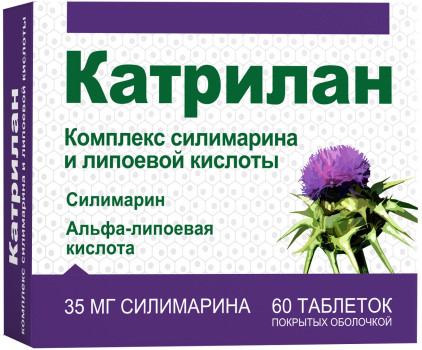 Катрилан
Комплекс силимарина
и липоевой кислоты
Силимарин
Альфа-липоевая
кислота
35 МГ СИЛИМАРИНА
60 ТАБЛЕТОК
ПОКРЫТЫХ ОБОЛОЧКОЙ
Катрилан
КОМПЛЕКС СИЛИМАРИНА И ЛИПОЕВОЙ КИСЛОТЫ